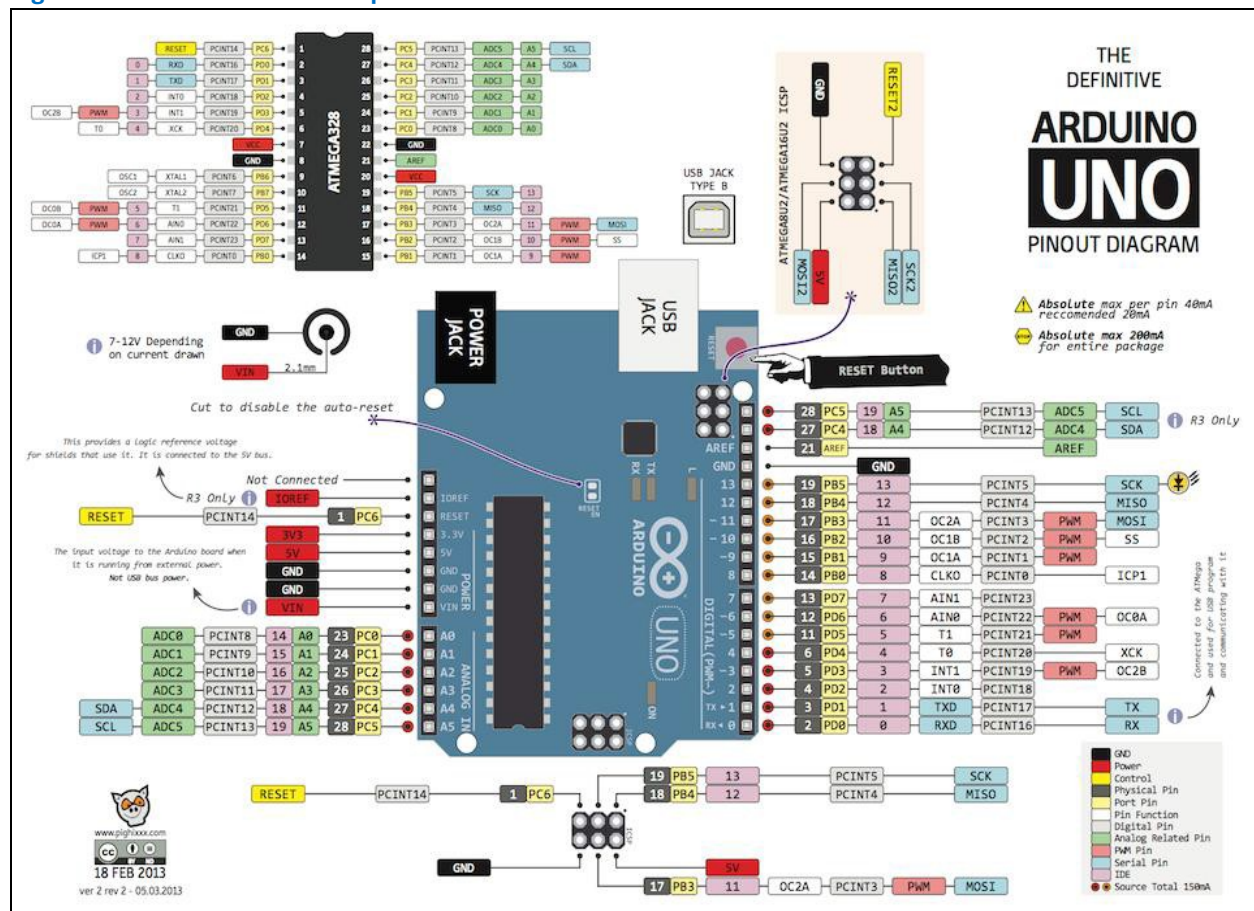 THE
DEFINITIVE
ARDUINO
UNO
PINOUT DIAGRAM
Absolute max per pin 40mA
reccomended 20mA
Absolute max 200mA
for entire package
ATMEGA328
RESET PCINT14 PC6 1
0 RXD PCINT16 PD0 2
1 TXD PCINT17 PD1 3
2 INT0 PCINT18 PD2 4
OC2B PWM 3 INT1 PCINT19 PD3 5
T0 4 XCK PCINT20 PD4 6
VCC 7
GND 8
OSC1 XTAL1 PCINT6 PB6 9
OSC2 XTAL2 PCINT7 PB7 10
OC0B PWM 5 T1 PCINT21 PD5 11
OC0A PWM 6 AIN0 PCINT22 PD6 12
7 AIN1 PCINT23 PD7 13
ICP1 8 CLKO PCINT0 PB0 14
28 PC5 PCINT13 ADC5 A5 SCL
27 PC4 PCINT12 ADC4 A4 SDA
26 PC3 PCINT11 ADC3 A3
25 PC2 PCINT10 ADC2 A2
24 PC1 PCINT9 ADC1 A1
23 PC0 PCINT8 ADC0 A0
22 GND
21 AREF
20 VCC
19 PB5 PCINT5 SCK 13
18 PB4 PCINT4 MISO 12
17 PB3 PCINT3 OC2A 11 PWM MOSI
16 PB2 PCINT2 OC1B 10 PWM SS
15 PB1 PCINT1 OC1A 9 PWM
USB JACK
TYPE B
ATMEGA8U2/ATMEGA16U2 ICSP
GND
RESET2
MOSI2
5V
MISO2
SCK2
GND
VIN
2.1mm
7-12V Depending
on current drawn
POWER
JACK
USB
JACK
RESET
RESET Button
Cut to disable the auto-reset
This provides a logic reference voltage
for shields that use it. It is connected to the 5V bus.
Not Connected
R3 Only IOREF
RESET PCINT14 1 PC6
3V3
5V
GND
GND
VIN
The input voltage to the Arduino board when
it is running from external power.
Not USB bus power.
ADC0 PCINT8 14 A0 23 PC0
ADC1 PCINT9 15 A1 24 PC1
ADC2 PCINT10 16 A2 25 PC2
ADC3 PCINT11 17 A3 26 PC3
SDA ADC4 PCINT12 18 A4 27 PC4
SCL ADC5 PCINT13 19 A5 28 PC5
IOREF
RESET
3.3V
5V
GND
GND
VIN
POWER
A0
A1
A2
A3
A4
A5
ANALOG IN
RX
TX
L
RESET
EN
ARDUINO
UNO
ON
ICSP
DIGITAL (PWM~)
AREF
GND
13
12
~11
~10
~9
8
7
~6
~5
4
~3
2
TX 1
RX 0
28 PC5 19 A5 PCINT13 ADC5 SCL
27 PC4 18 A4 PCINT12 ADC4 SDA
R3 Only
21 AREF AREF
GND
19 PB5 13 PCINT5 SCK
18 PB4 12 PCINT4 MISO
17 PB3 11 OC2A PCINT3 PWM MOSI
16 PB2 10 OC1B PCINT2 PWM SS
15 PB1 9 OC1A PCINT1 PWM
14 PB0 8 CLKO PCINT0 ICP1
13 PD7 7 AIN1 PCINT23
12 PD6 6 AIN0 PCINT22 PWM OC0A
11 PD5 5 T1 PCINT21 PWM
6 PD4 4 T0 PCINT20 XCK
5 PD3 3 INT1 PCINT19 PWM OC2B
4 PD2 2 INT0 PCINT18
3 PD1 1 TXD PCINT17 TX
2 PD0 0 RXD PCINT16 RX
Connected to the ATMega
and used for USB program
and communicating with it
RESET PCINT14 1 PC6
19 PB5 13 PCINT5 SCK
18 PB4 12 PCINT4 MISO
ICSP
GND
5V
17 PB3 11 OC2A PCINT3 PWM MOSI
GND
Power
Control
Physical Pin
Port Pin
Pin Function
Digital Pin
Analog Related Pin
PWM Pin
Serial Pin
IDE
Source Total 150mA
www.pighixxx.com
cc
BY ND
18 FEB 2013
ver 2 rev 2 - 05.03.2013